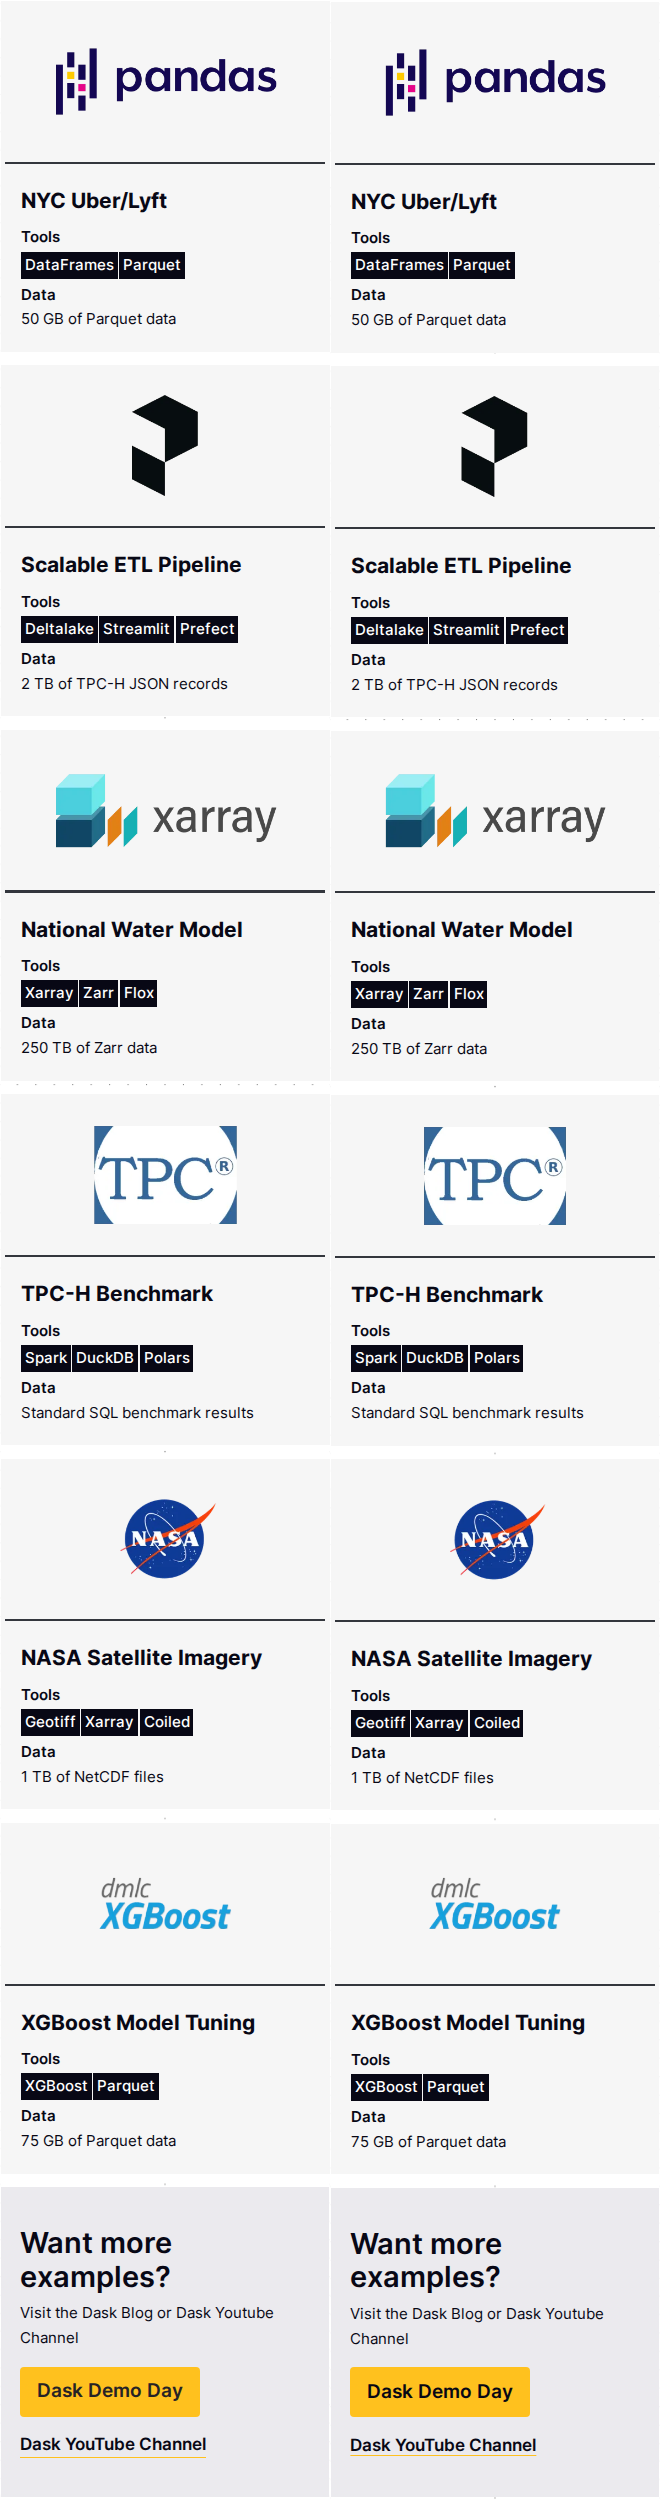 pandas
NYC Uber/Lyft
Tools
DataFrames Parquet
Data
50 GB of Parquet data
Scalable ETL Pipeline
Tools
Deltalake Streamlit Prefect
Data
2 TB of TPC-H JSON records
xarray
National Water Model
Tools
Xarray Zarr Flox
Data
250 TB of Zarr data
TPC®
TPC-H Benchmark
Tools
Spark DuckDB Polars
Data
Standard SQL benchmark results
NASA
NASA Satellite Imagery
Tools
Geotiff Xarray Coiled
Data
1 TB of NetCDF files
dmlc
XGBoost
XGBoost Model Tuning
Tools
XGBoost Parquet
Data
75 GB of Parquet data
Want more
examples?
Visit the Dask Blog or Dask Youtube
Channel
Dask Demo Day
Dask YouTube Channel
pandas
NYC Uber/Lyft
Tools
DataFrames Parquet
Data
50 GB of Parquet data
Scalable ETL Pipeline
Tools
Deltalake Streamlit Prefect
Data
2 TB of TPC-H JSON records
xarray
National Water Model
Tools
Xarray Zarr Flox
Data
250 TB of Zarr data
TPC®
TPC-H Benchmark
Tools
Spark DuckDB Polars
Data
Standard SQL benchmark results
NASA
NASA Satellite Imagery
Tools
Geotiff Xarray Coiled
Data
1 TB of NetCDF files
dmlc
XGBoost
XGBoost Model Tuning
Tools
XGBoost Parquet
Data
75 GB of Parquet data
Want more
examples?
Visit the Dask Blog or Dask Youtube
Channel
Dask Demo Day
Dask YouTube Channel